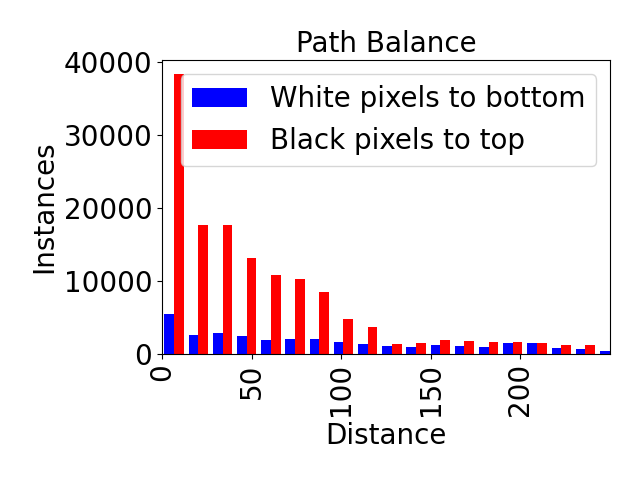 Path Balance
Instances
40000
30000
20000
10000
0
White pixels to bottom
Black pixels to top
0
50
100
150
200
Distance